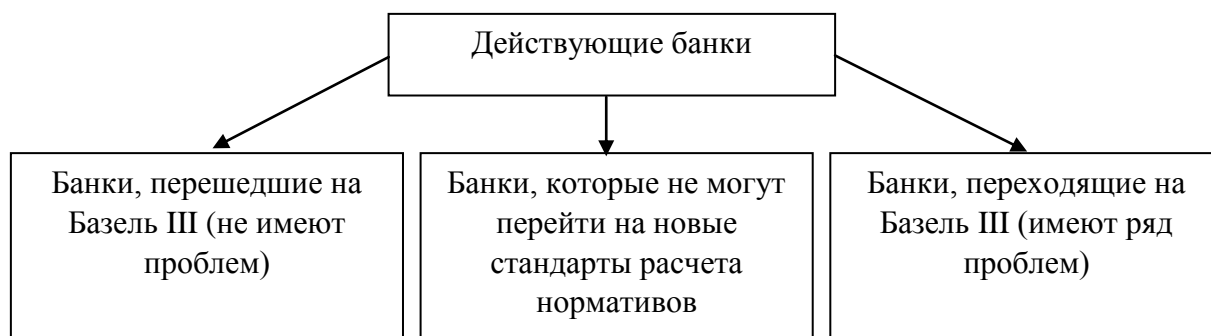 Действующие банки
Банки, перешедшие на
Базель III (не имеют
проблем)
Банки, которые не могут
перейти на новые
стандарты расчета
нормативов
Банки, переходящие на
Базель III (имеют ряд
проблем)